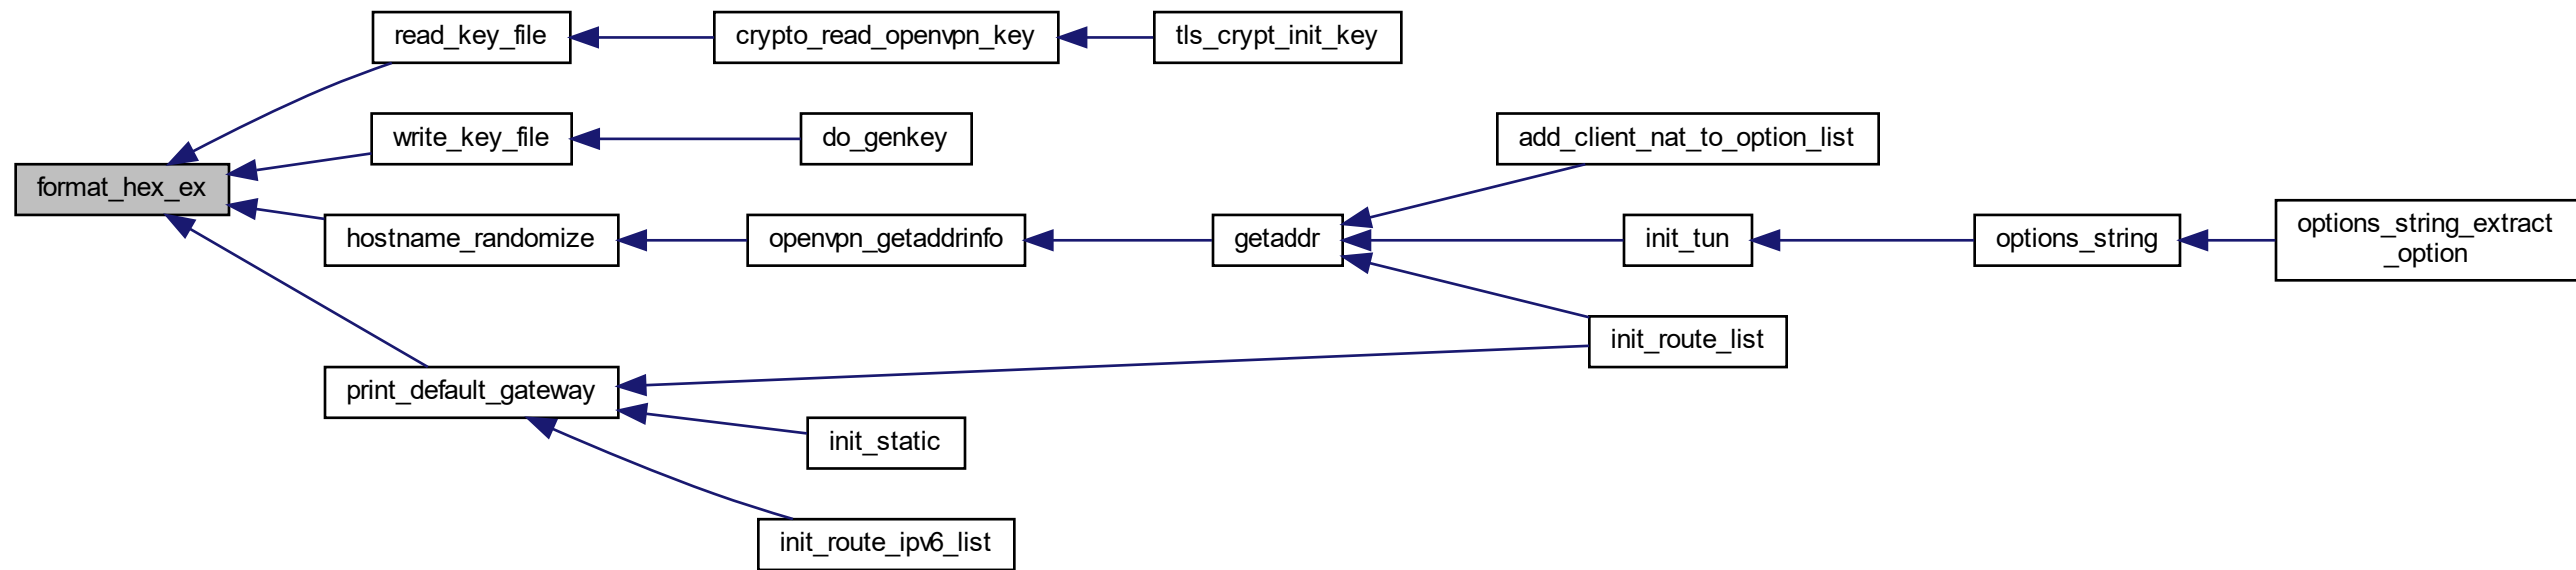 read_key_file
crypto_read_openvpn_key
tls_crypt_init_key
write_key_file
do_genkey
add_client_nat_to_option_list
format_hex_ex
hostname_randomize
openvpn_getaddrinfo
getaddr
init_tun
options_string
options_string_extract
_option
init_route_list
print_default_gateway
init_static
init_route_ipv6_list